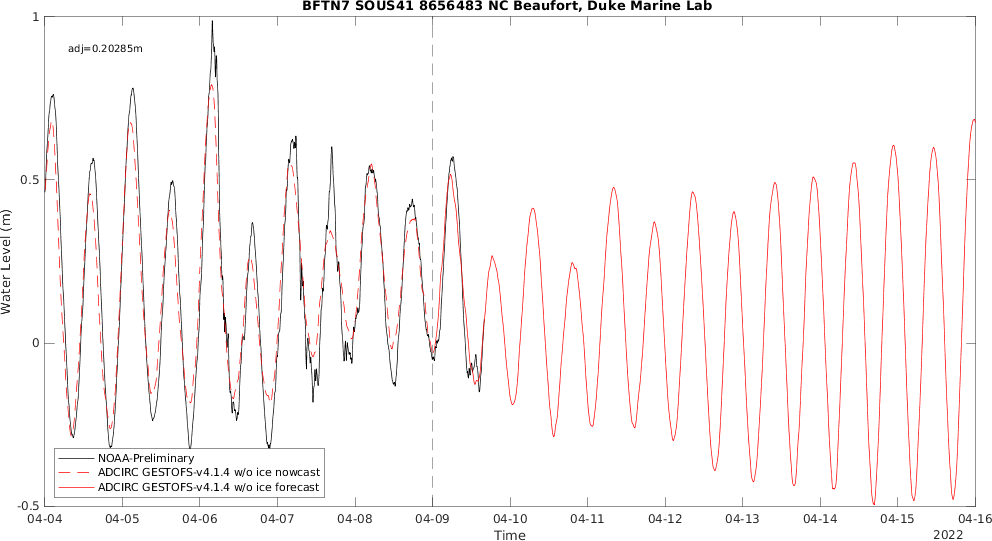 BFTN7 SOUS41 8656483 NC Beaufort, Duke Marine Lab
adj=0.20285m
Water Level (m)
1
0.5
0
-0.5
NOAA-Preliminary
ADCIRC GESTOFS-v4.1.4 w/o ice nowcast
ADCIRC GESTOFS-v4.1.4 w/o ice forecast
04-04 04-05 04-06 04-07 04-08 04-09 04-10 04-11 04-12 04-13 04-14 04-15 04-16
Time
2022